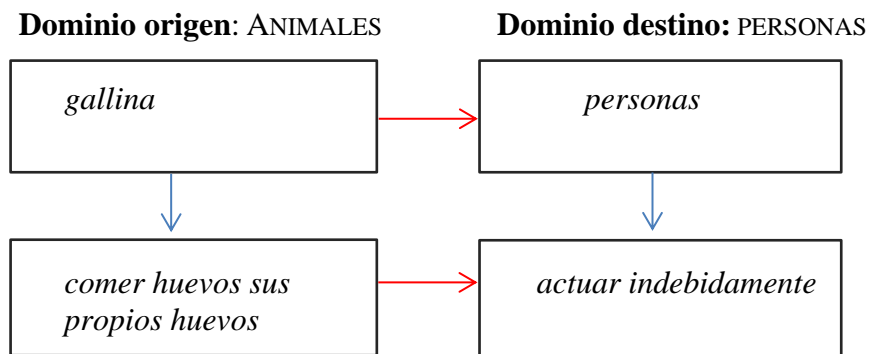 Dominio origen: ANIMALES
Dominio destino: PERSONAS
gallina
personas
comer huevos sus
propios huevos
actuar indebidamente